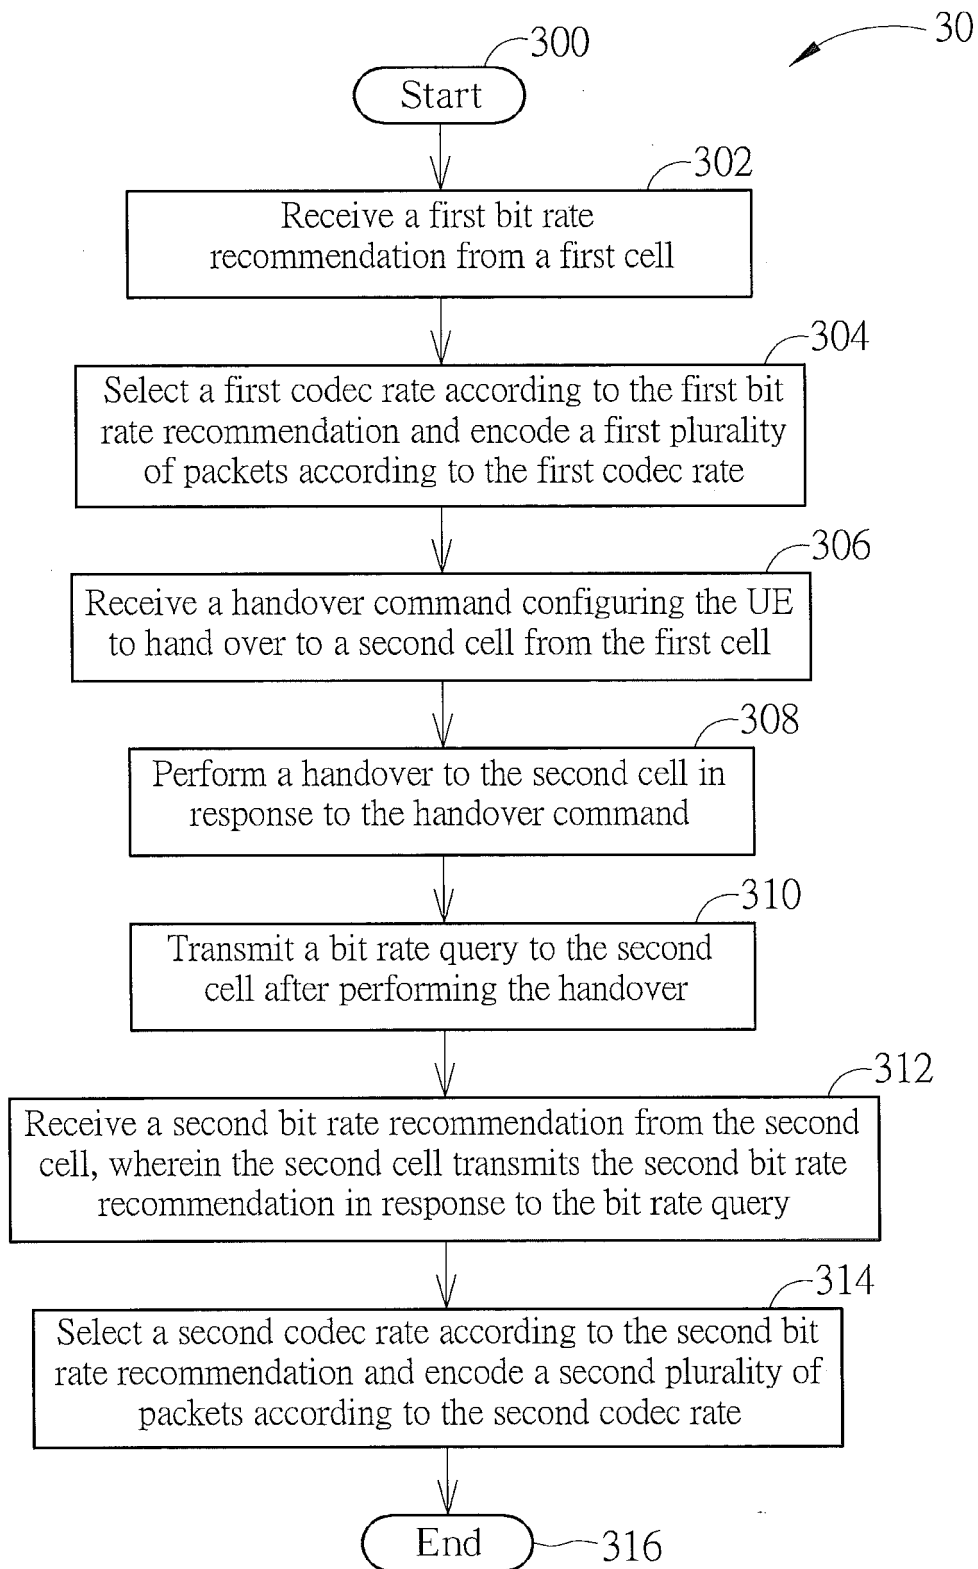 30
300
Start
302
Receive a first bit rate
recommendation from a first cell
304
Select a first codec rate according to the first bit
rate recommendation and encode a first plurality
of packets according to the first codec rate
306
Receive a handover command configuring the UE
to hand over to a second cell from the first cell
308
Perform a handover to the second cell in
response to the handover command
310
Transmit a bit rate query to the second
cell after performing the handover
312
Receive a second bit rate recommendation from the second
cell, wherein the second cell transmits the second bit rate
recommendation in response to the bit rate query
314
Select a second codec rate according to the second bit
rate recommendation and encode a second plurality of
packets according to the second codec rate
End
316